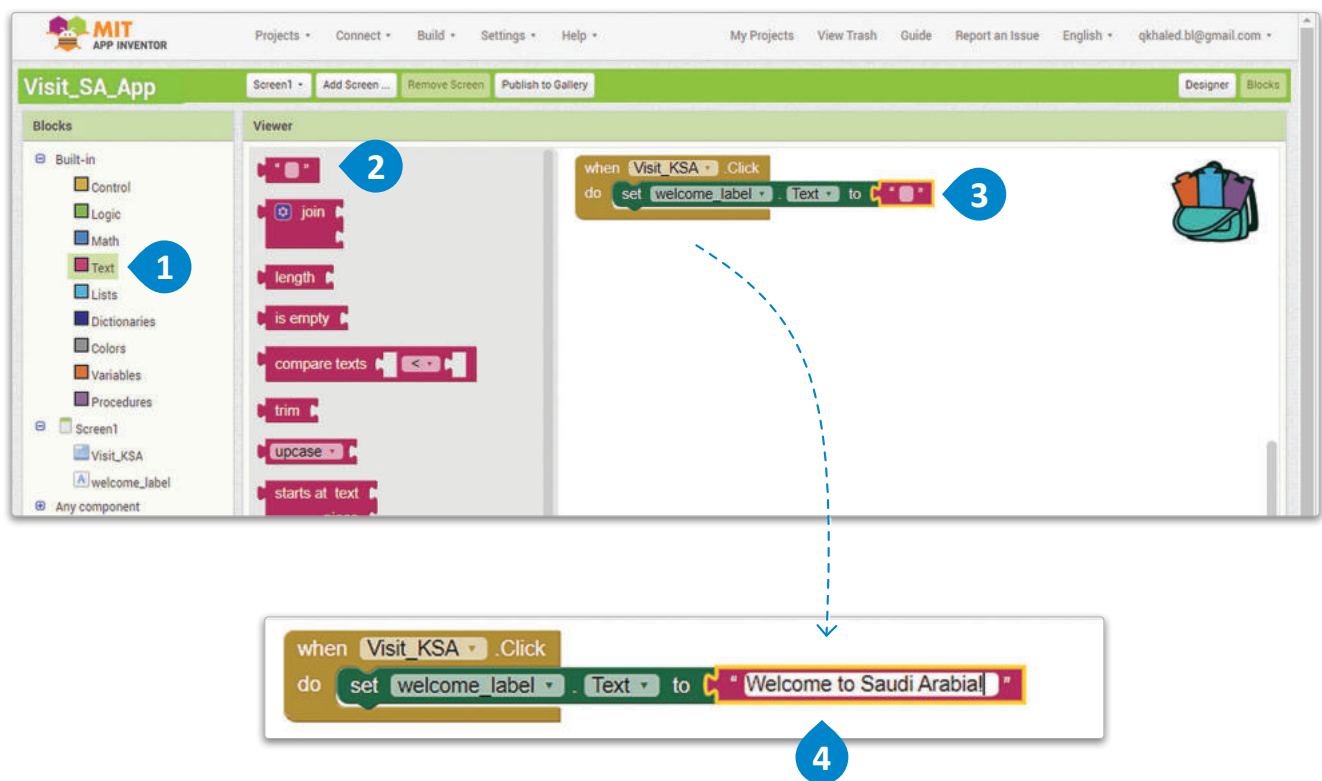 MIT
APP INVENTOR
Projects Connect Build Settings Help My Projects View Trash Guide Report an Issue English qkhaled.bl@gmail.com
Visit_SA_App Screen1 Add Screen ... Remove Screen Publish to Gallery Designer Blocks
Blocks Viewer
Built-in
Control
Logic
Math
Text
Lists
Dictionaries
Colors
Variables
Procedures
Screen1
Visit_KSA
welcome_label
Any component
1
" "
2
join
length
is empty
compare texts <
trim
upcase
starts at text
when Visit_KSA .Click
do set welcome_label . Text to " "
3
when Visit_KSA .Click
do set welcome_label . Text to " Welcome to Saudi Arabia! "
4